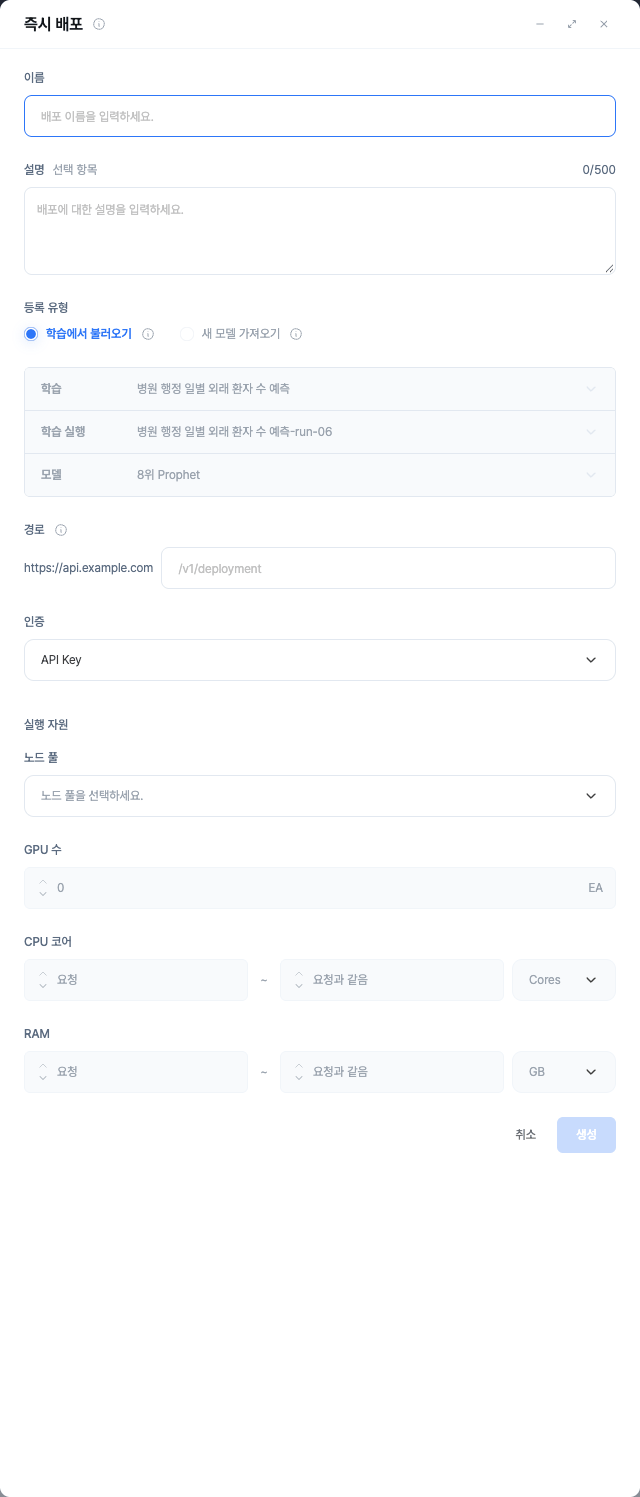 즉시 배포
이름
배포 이름을 입력하세요.
설명 선택 항목 0/500
배포에 대한 설명을 입력하세요.
등록 유형
학습에서 불러오기 새 모델 가져오기
학습 병원 행정 일별 외래 환자 수 예측
학습 실행 병원 행정 일별 외래 환자 수 예측-run-06
모델 8위 Prophet
경로
https://api.example.com /v1/deployment
인증
API Key
실행 자원
노드 풀
노드 풀을 선택하세요.
GPU 수
0 EA
CPU 코어
요청 ~ 요청과 같음 Cores
RAM
요청 ~ 요청과 같음 GB
취소 생성